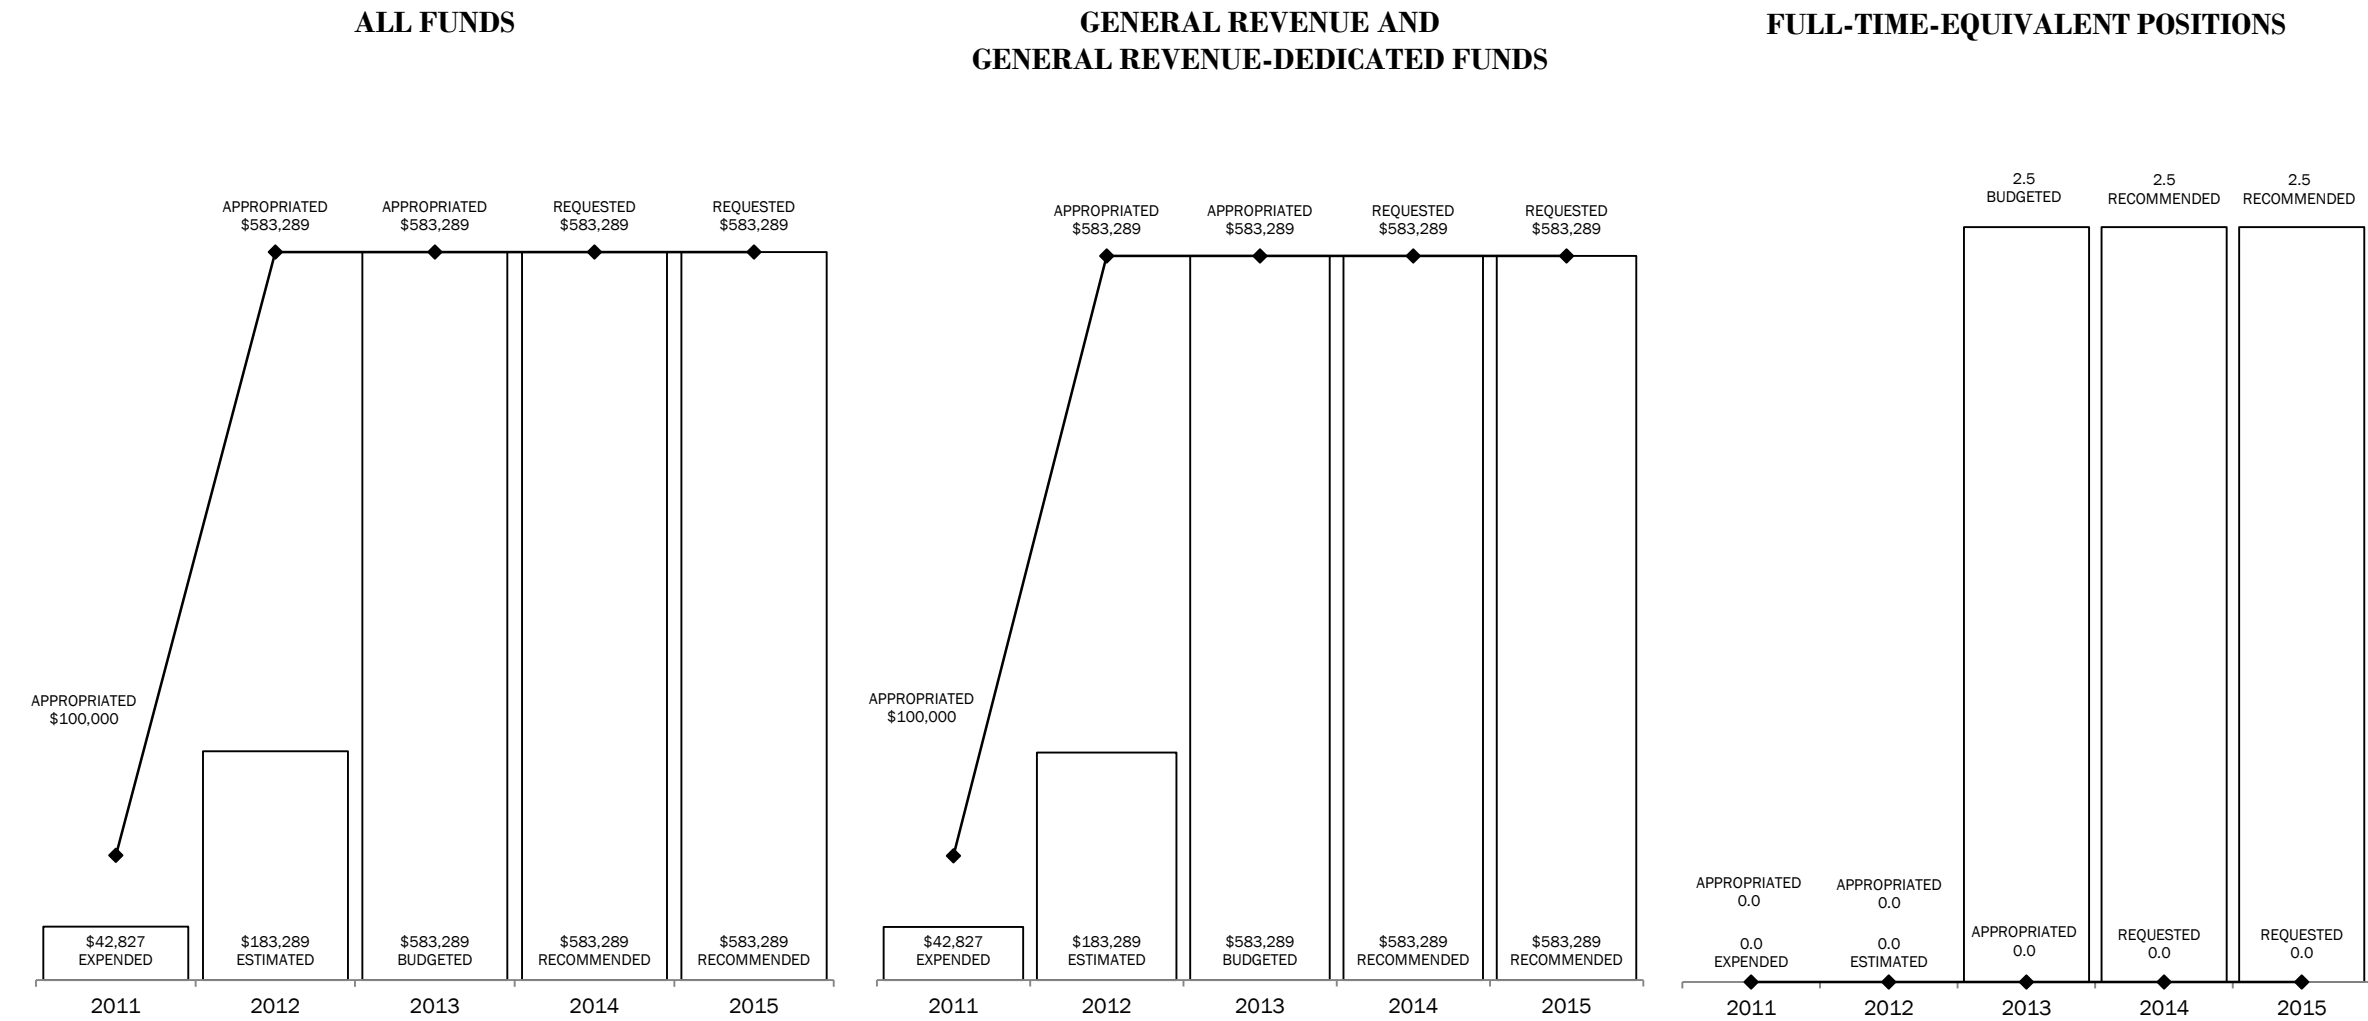 ALL FUNDS
APPROPRIATED
$583,289
APPROPRIATED
$583,289
REQUESTED
$583,289
REQUESTED
$583,289
APPROPRIATED
$100,000
$42,827
EXPENDED
$183,289
ESTIMATED
$583,289
BUDGETED
$583,289
RECOMMENDED
$583,289
RECOMMENDED
2011
2012
2013
2014
2015
GENERAL REVENUE AND
GENERAL REVENUE-DEDICATED FUNDS
APPROPRIATED
$583,289
APPROPRIATED
$583,289
REQUESTED
$583,289
REQUESTED
$583,289
APPROPRIATED
$100,000
$42,827
EXPENDED
$183,289
ESTIMATED
$583,289
BUDGETED
$583,289
RECOMMENDED
$583,289
RECOMMENDED
2011
2012
2013
2014
2015
FULL-TIME-EQUIVALENT POSITIONS
2.5
BUDGETED
2.5
RECOMMENDED
2.5
RECOMMENDED
APPROPRIATED
0.0
APPROPRIATED
0.0
APPROPRIATED
0.0
REQUESTED
0.0
REQUESTED
0.0
0.0
EXPENDED
0.0
ESTIMATED
2011
2012
2013
2014
2015